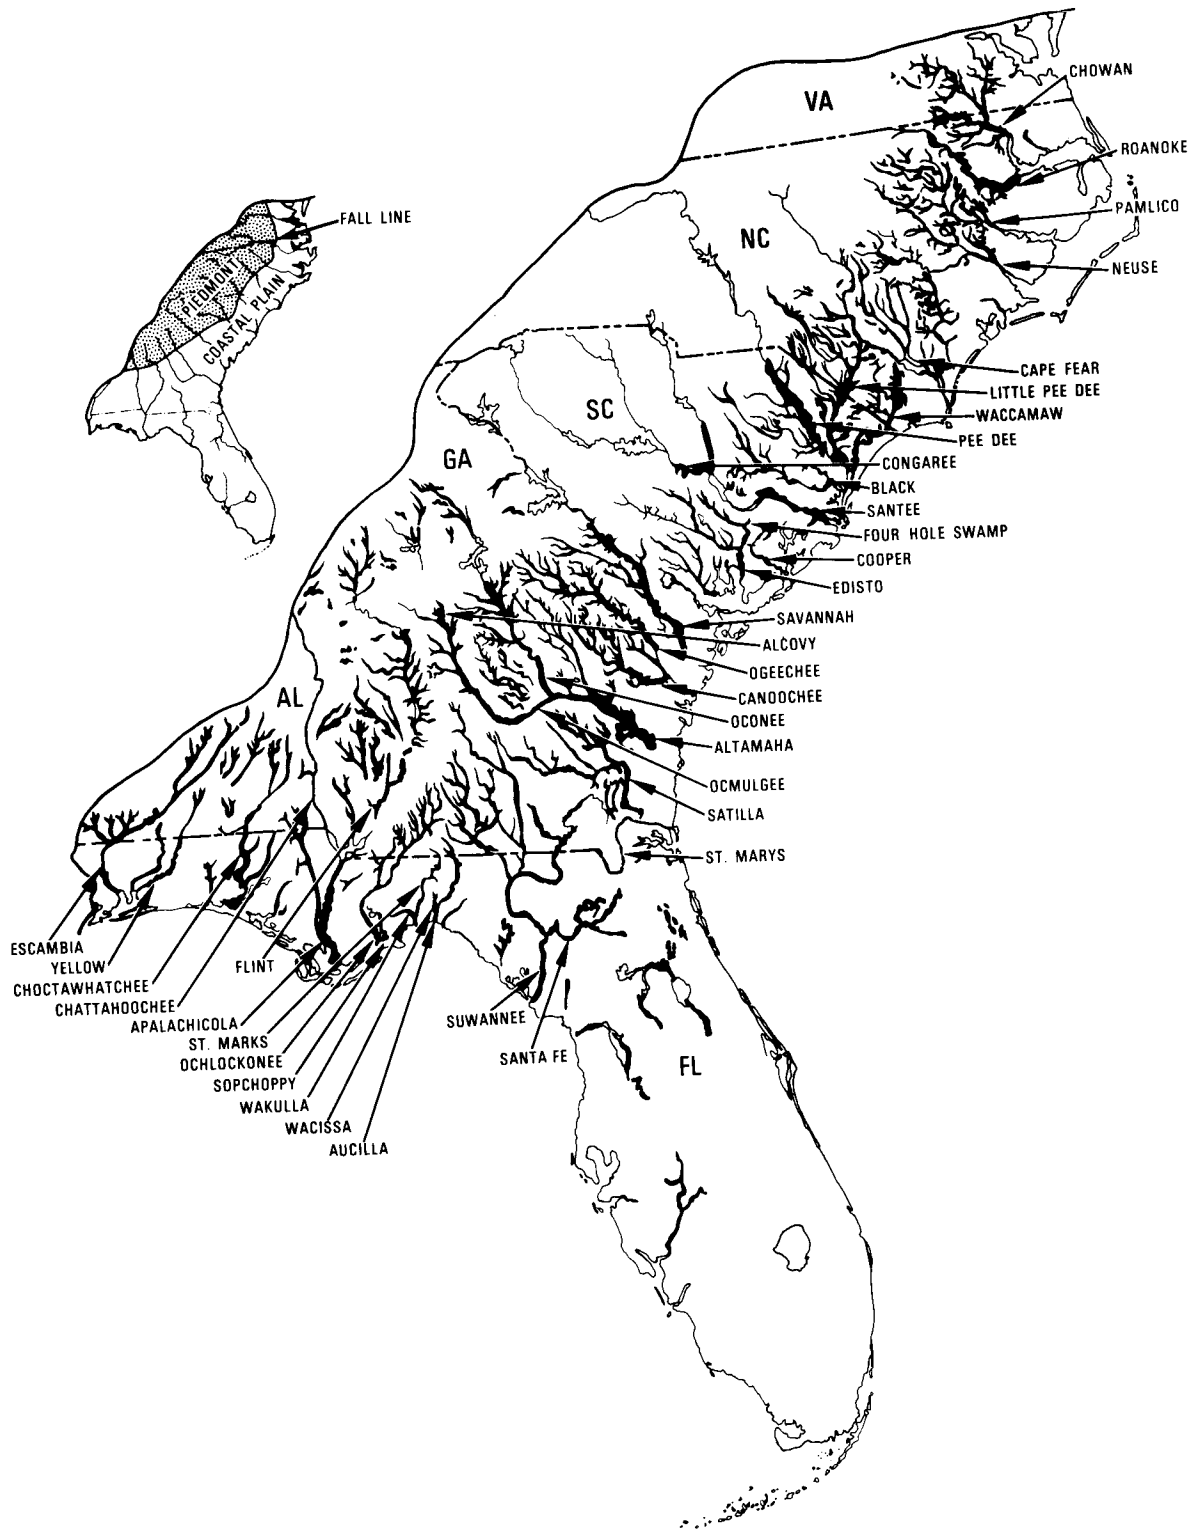 VA
CHOWAN
ROANOKE
PAMLICO
NEUSE
FALL LINE
PIEDMONT
COASTAL PLAIN
NC
CAPE FEAR
LITTLE PEE DEE
WACCAMAW
PEE DEE
SC
GA
CONGAREE
BLACK
SANTEE
FOUR HOLE SWAMP
COOPER
EDISTO
SAVANNAH
ALCOVY
OGEECHEE
CANOOCHEE
OCONEE
ALTAMAHA
OCMULGEE
SATILLA
ST. MARYS
AL
ESCAMBIA
YELLOW
CHOCTAWHATCHEE
CHATTAHOOCHEE
FLINT
APALACHICOLA
ST. MARKS
OCHLOCKONEE
SOPCHOPPY
WAKULLA
WACISSA
AUCILLA
SUWANNEE
SANTA FE
FL